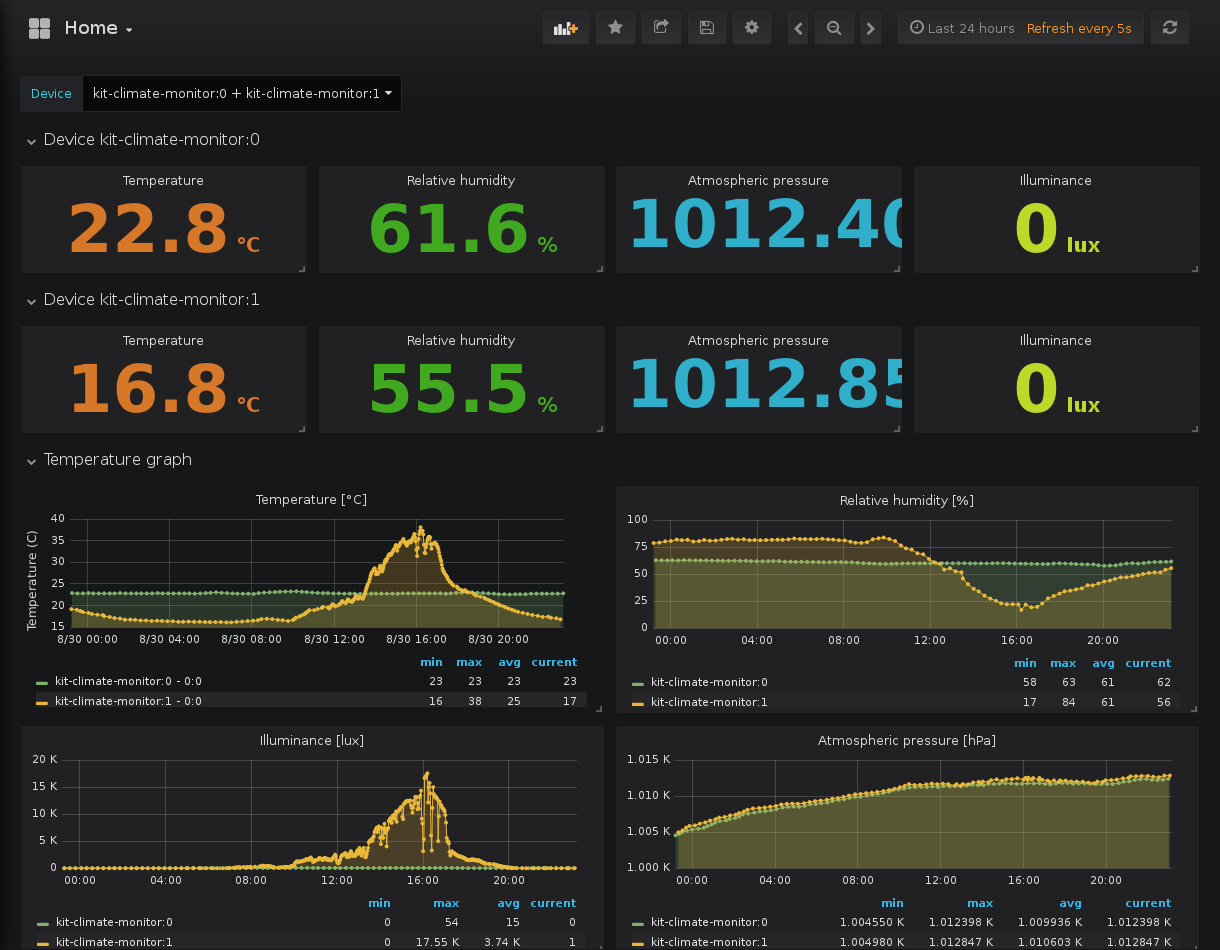 Home
Last 24 hours Refresh every 5s
Device kit-climate-monitor:0 + kit-climate-monitor:1
Device kit-climate-monitor:0
Temperature Relative humidity Atmospheric pressure Illuminance
22.8 °C 61.6 % 1012.40 0 lux
Device kit-climate-monitor:1
Temperature Relative humidity Atmospheric pressure Illuminance
16.8 °C 55.5 % 1012.85 0 lux
Temperature graph
Temperature [°C]
Temperature (C)
40
35
30
25
20
15
8/30 00:00 8/30 04:00 8/30 08:00 8/30 12:00 8/30 16:00 8/30 20:00
min max avg current
kit-climate-monitor:0 - 0:0 23 23 23 23
kit-climate-monitor:1 - 0:0 16 38 25 17
Relative humidity [%]
100
75
50
25
0
00:00 04:00 08:00 12:00 16:00 20:00
min max avg current
kit-climate-monitor:0 58 63 61 62
kit-climate-monitor:1 17 84 61 56
Illuminance [lux]
20 K
15 K
10 K
5 K
0
00:00 04:00 08:00 12:00 16:00 20:00
min max avg current
kit-climate-monitor:0 0 54 15 0
kit-climate-monitor:1 0 17.55 K 3.74 K 1
Atmospheric pressure [hPa]
1.015 K
1.010 K
1.005 K
1.000 K
00:00 04:00 08:00 12:00 16:00 20:00
min max avg current
kit-climate-monitor:0 1.004550 K 1.012398 K 1.009936 K 1.012398 K
kit-climate-monitor:1 1.004980 K 1.012847 K 1.010603 K 1.012847 K